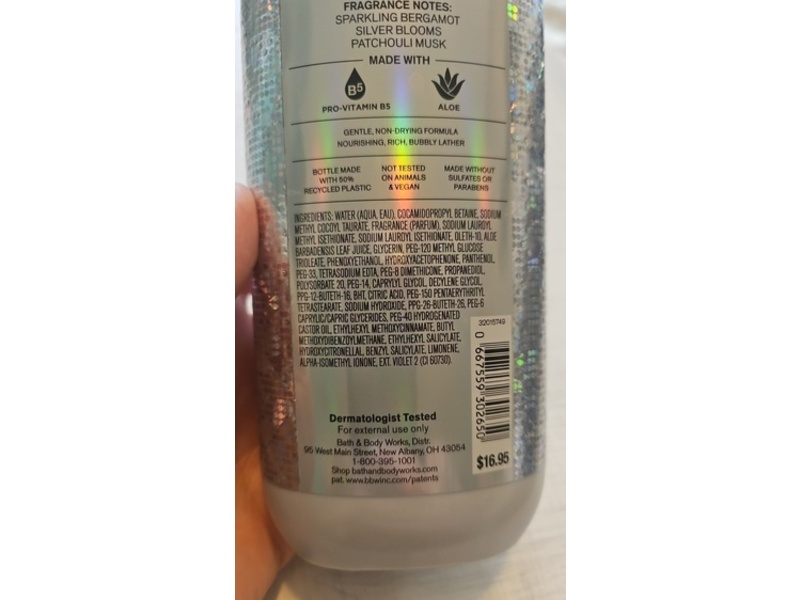 FRAGRANCE NOTES:
SPARKLING BERGAMOT
SILVER BLOOMS
PATCHOULI MUSK
MADE WITH
B5
PRO-VITAMIN B5
ALOE
GENTLE, NON-DRYING FORMULA
NOURISHING, RICH, BUBBLY LATHER
BOTTLE MADE
WITH 50%
RECYCLED PLASTIC
NOT TESTED
ON ANIMALS
& VEGAN
MADE WITHOUT
SULFATES OR
PARABENS
INGREDIENTS: WATER (AQUA, EAU), COCAMIDOPROPYL BETAINE, SODIUM
METHYL COCOYL TAURATE, FRAGRANCE (PARFUM), SODIUM LAUROYL
METHYL ISETHIONATE, SODIUM LAUROYL ISETHIONATE, OLETH-10, ALOE
BARBADENSIS LEAF JUICE, GLYCERIN, PEG-120 METHYL GLUCOSE
TRIOLEATE, PHENOXYETHANOL, HYDROXYACETOPHENONE, PANTHENOL,
PEG-33, TETRASODIUM EDTA, PEG-8 DIMETHICONE, PROPANEDIOL,
POLYSORBATE 20, PEG-14, CAPRYLYL GLYCOL, DECYLENE GLYCOL,
PPG-12-BUTETH-16, BHT, CITRIC ACID, PEG-150 PENTAERYTHRITYL
TETRASTEARATE, SODIUM HYDROXIDE, PPG-26-BUTETH-26, PEG-6
CAPRYLIC/CAPRIC GLYCERIDES, PEG-40 HYDROGENATED
CASTOR OIL, ETHYLHEXYL METHOXYCINNAMATE, BUTYL
METHOXYDIBENZOYLMETHANE, ETHYLHEXYL SALICYLATE,
HYDROXYCITRONELLAL, BENZYL SALICYLATE, LIMONENE,
ALPHA-ISOMETHYL IONONE, EXT. VIOLET 2 (CI 60730).
32015749
0 667559 302650
$16.95
Dermatologist Tested
For external use only
Bath & Body Works, Distr.
95 West Main Street, New Albany, OH 43054
1-800-395-1001
Shop bathandbodyworks.com
pat. www.bbwinc.com/patents